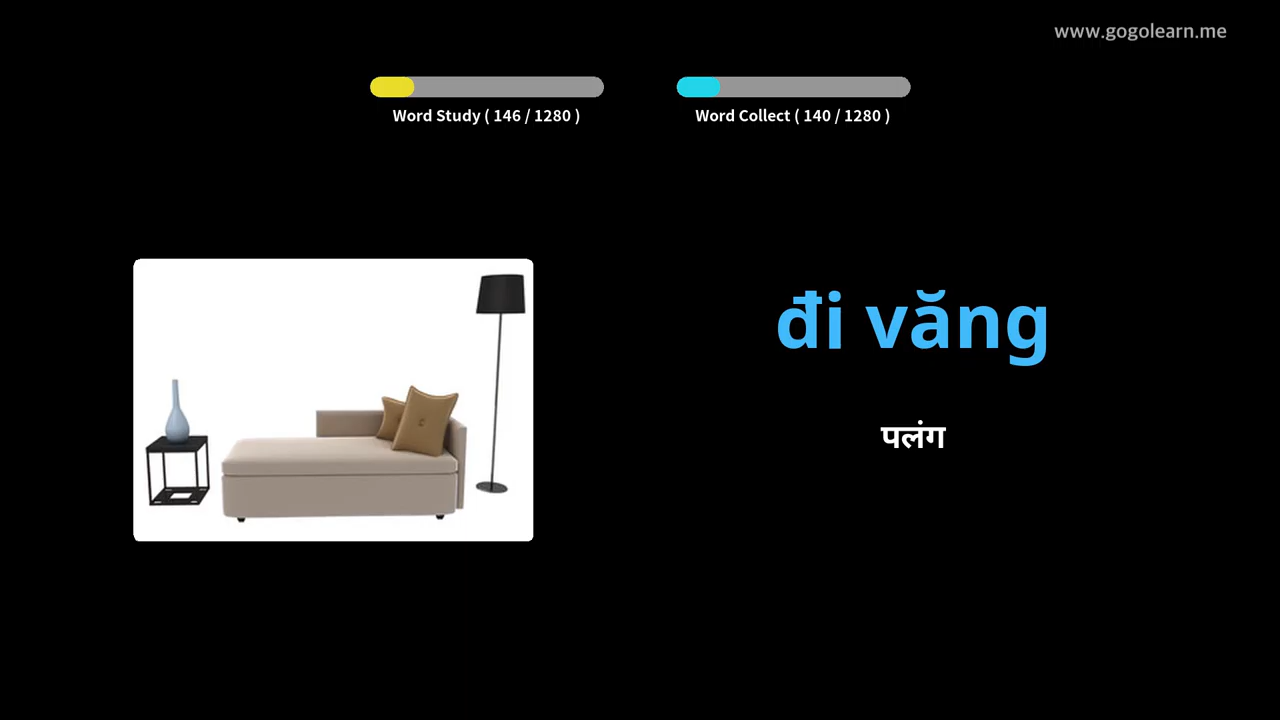 www.gogolearn.me
Word Study ( 146 / 1280 )
Word Collect ( 140 / 1280 )
đi văng
पलंग